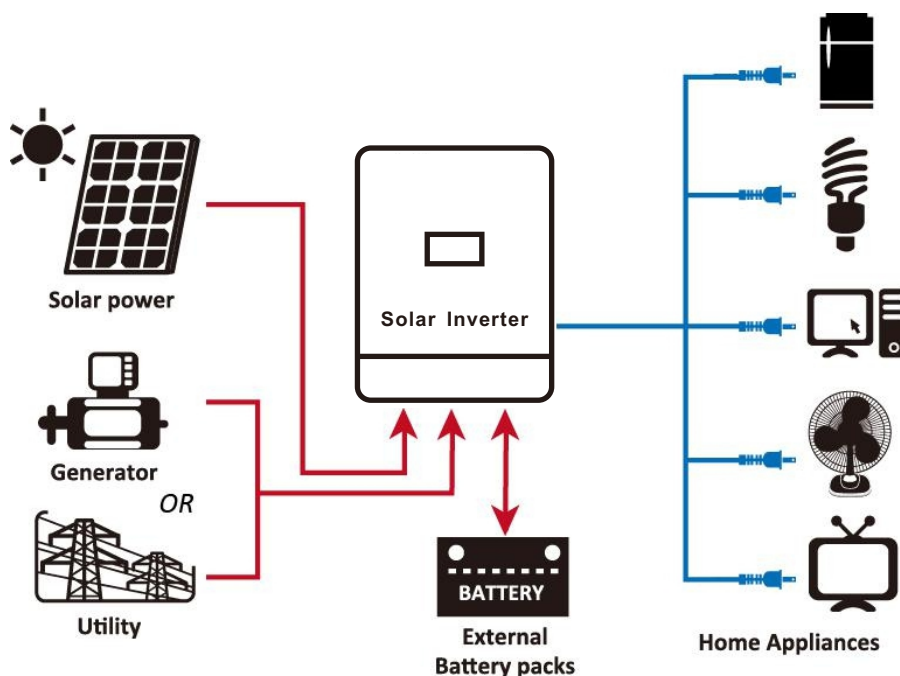 Solar power
Solar Inverter
Generator
OR
Utility
BATTERY
External
Battery packs
Home Appliances